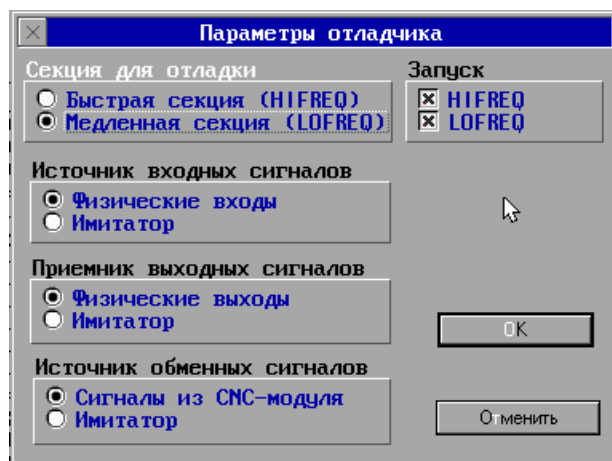 Параметры отладчика
Секция для отладки
Быстрая секция (HIFREQ)
Медленная секция (LOFREQ)
Запуск
HIFREQ
LOFREQ
Источник входных сигналов
Физические входы
Имитатор
Приемник выходных сигналов
Физические выходы
Имитатор
OK
Источник обменных сигналов
Сигналы из CNC-модуля
Имитатор
Отменить